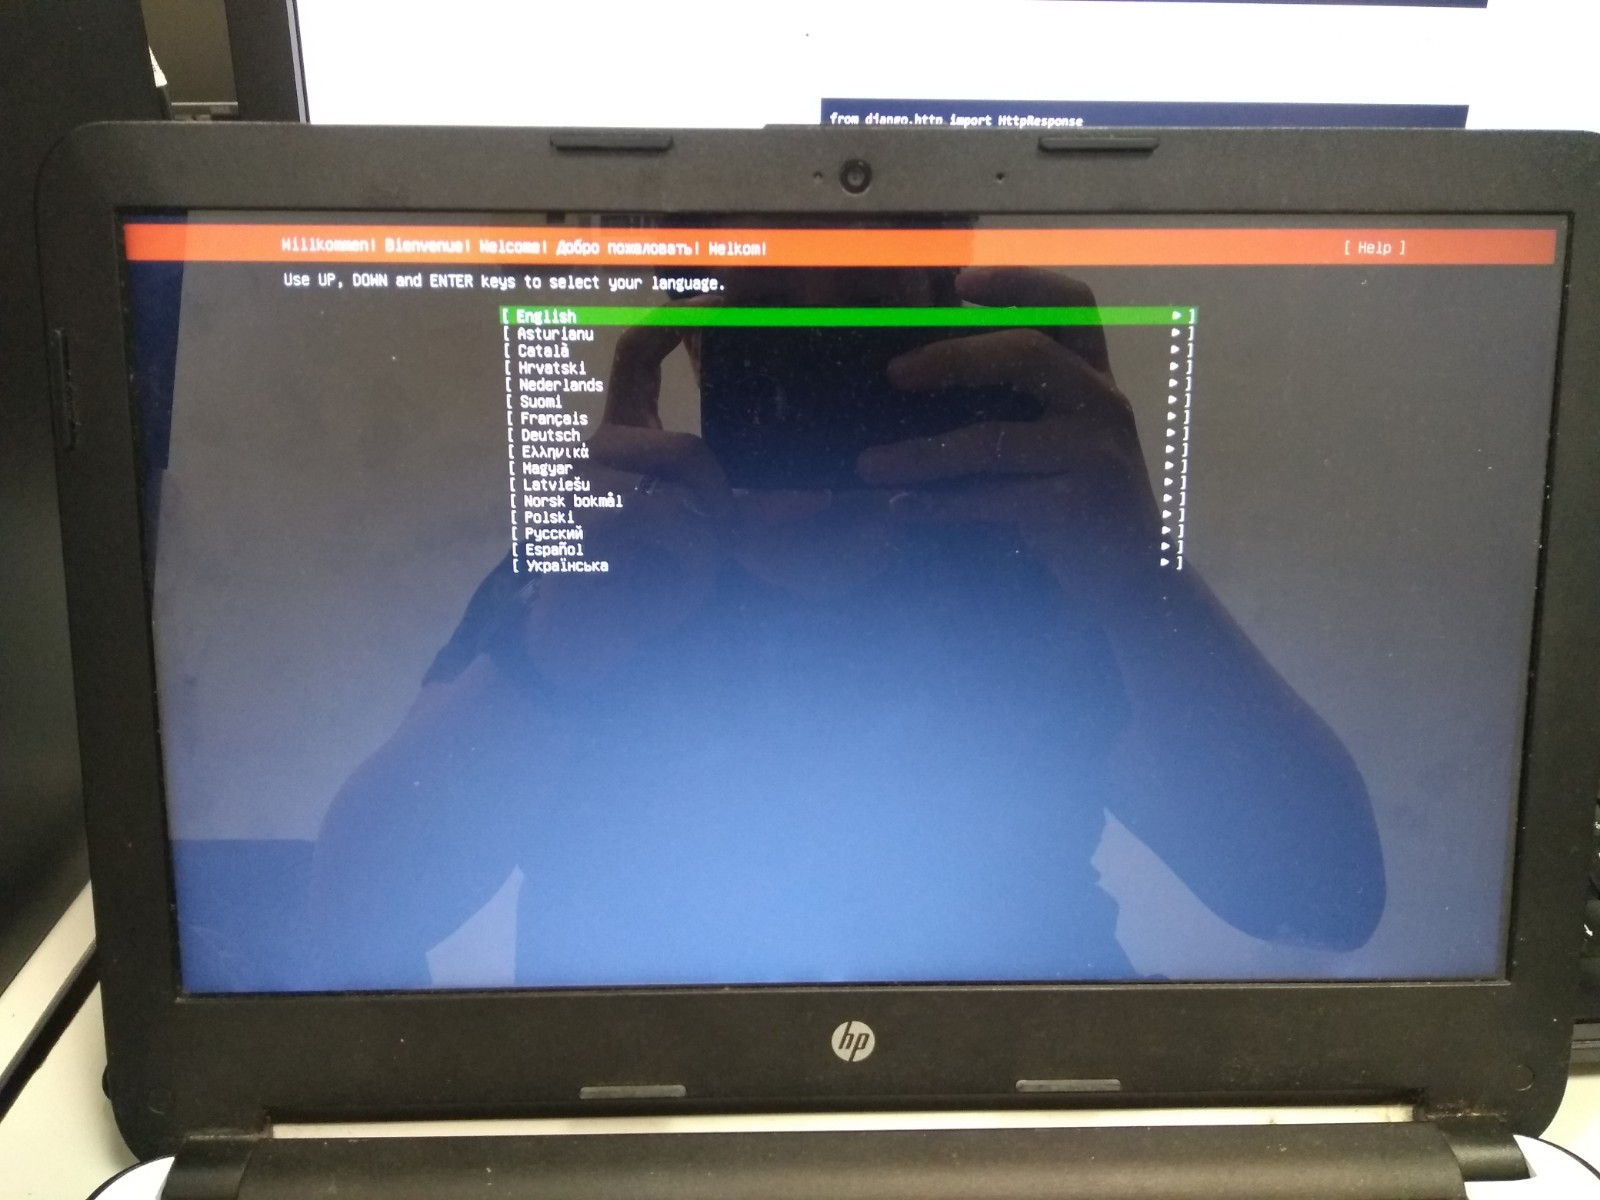 from django.http import HttpResponse
Willkommen! Bienvenue! Welcome! Добро пожаловать! Welkom! [ Help ]
Use UP, DOWN and ENTER keys to select your language.
[ English ▸ ]
[ Asturianu ▸ ]
[ Català ▸ ]
[ Hrvatski ▸ ]
[ Nederlands ▸ ]
[ Suomi ▸ ]
[ Français ▸ ]
[ Deutsch ▸ ]
[ Ελληνικά ▸ ]
[ Magyar ▸ ]
[ Latviešu ▸ ]
[ Norsk bokmål ▸ ]
[ Polski ▸ ]
[ Русский ▸ ]
[ Español ▸ ]
[ Українська ▸ ]
hp